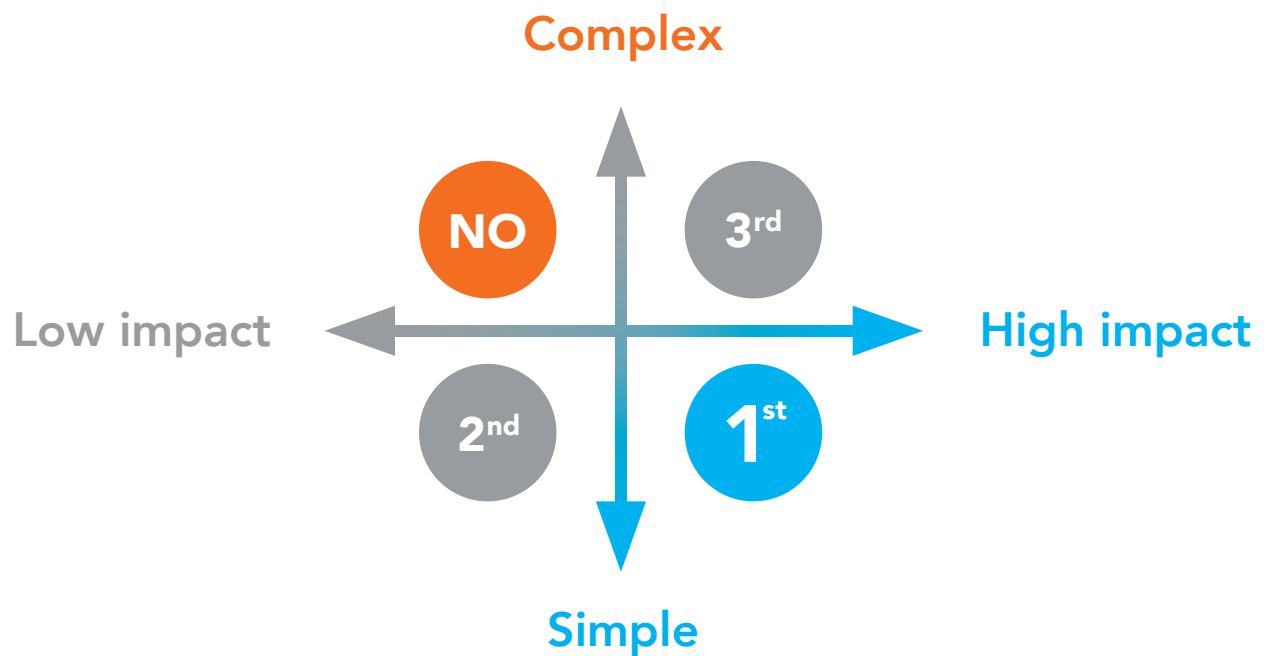 Complex
NO
3rd
Low impact
High impact
2nd
1st
Simple